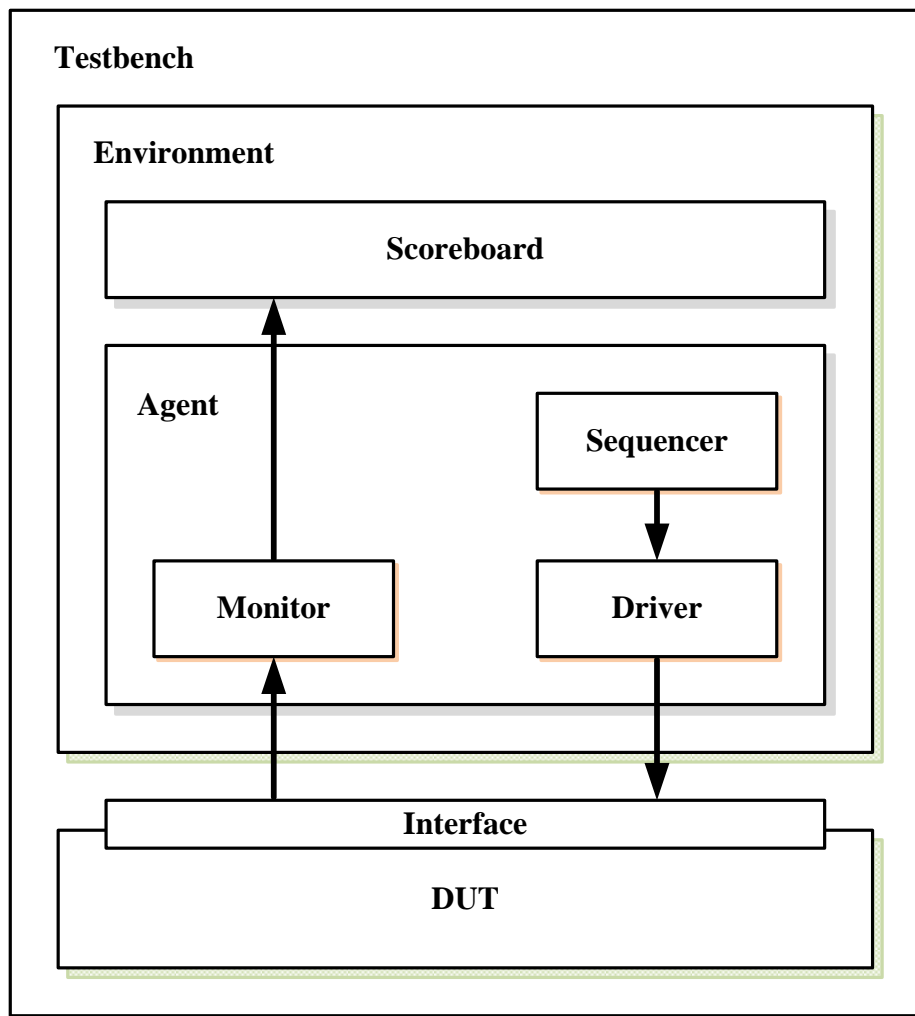 Testbench
Environment
Scoreboard
Agent
Sequencer
Monitor
Driver
Interface
DUT